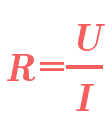 R = U / I